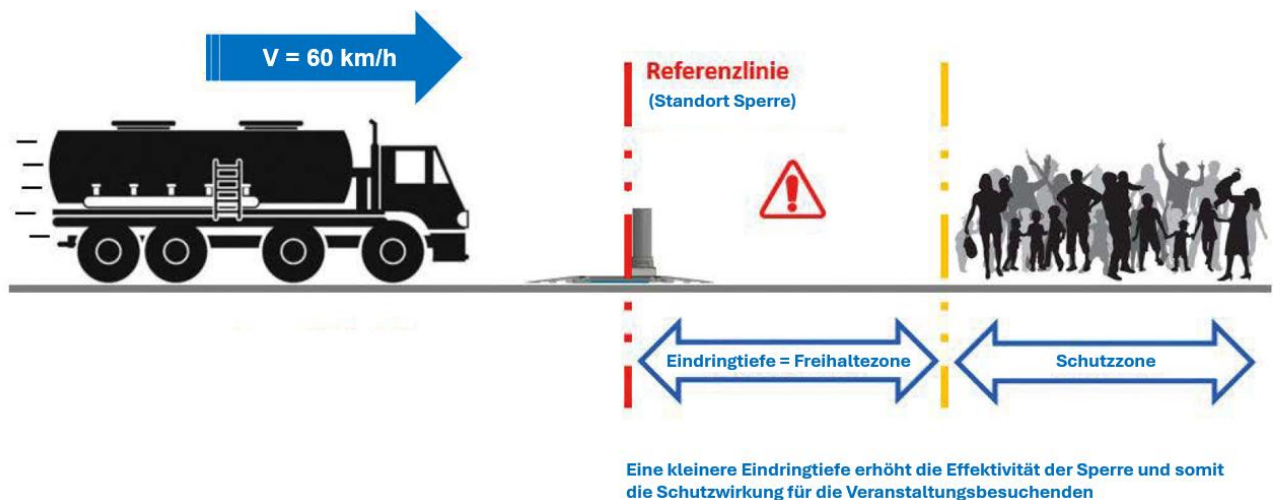 V = 60 km/h
Referenzlinie
(Standort Sperre)
Eindringtiefe = Freihaltezone
Schutzzone
Eine kleinere Eindringtiefe erhöht die Effektivität der Sperre und somit
die Schutzwirkung für die Veranstaltungsbesuchenden